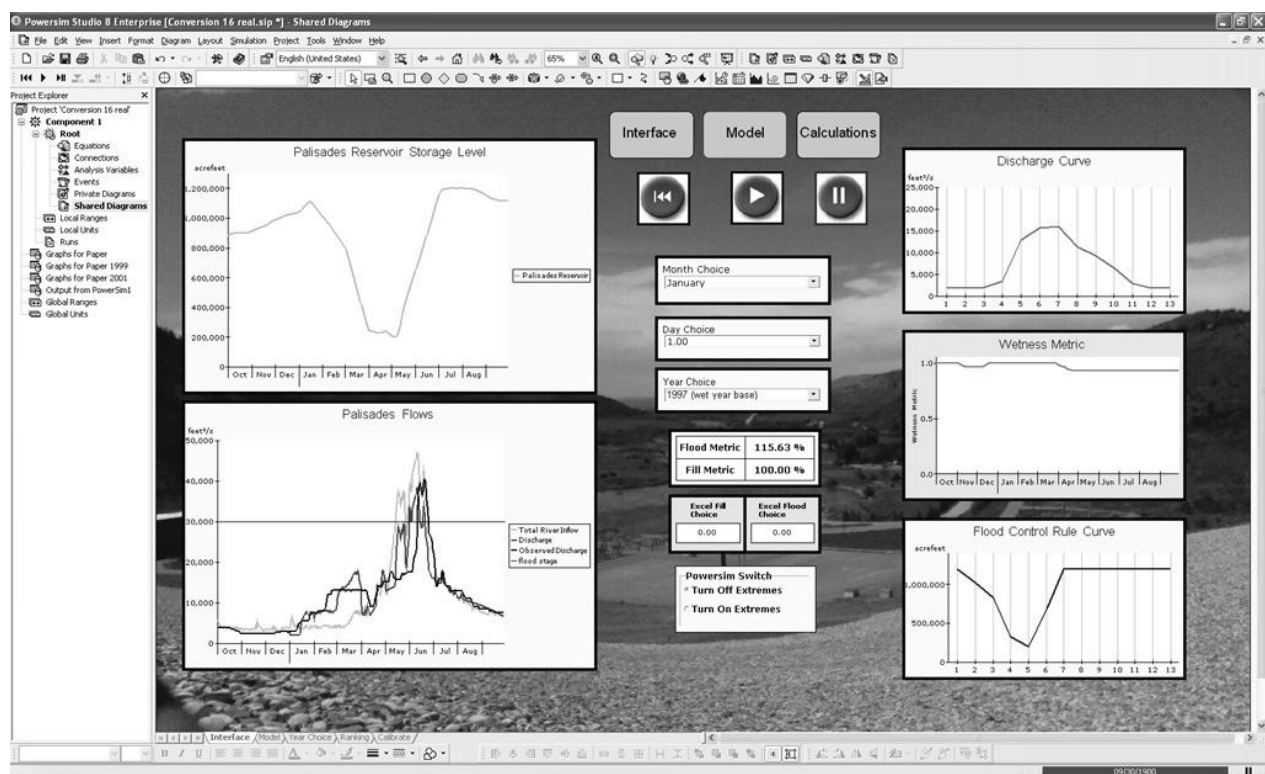 Powersim Studio 8 Enterprise [Conversion 16 real.sip *] - Shared Diagrams
File Edit View Insert Format Diagram Layout Simulation Project Tools Window Help
English (United States)
65%
Project Explorer
Project 'Conversion 16 real'
Component 1
Root
Equations
Connections
Analysis Variables
Events
Private Diagrams
Shared Diagrams
Local Ranges
Local Units
Runs
Graphs for Paper
Graphs for Paper 1999
Graphs for Paper 2001
Output from PowerSim1
Global Ranges
Global Units
Palisades Reservoir Storage Level
acrefeet
1,200,000
800,000
600,000
400,000
200,000
0
Oct Nov Dec Jan Feb Mar Apr May Jun Jul Aug
Palisades Reservoir
Palisades Flows
feet³/s
50,000
40,000
30,000
20,000
10,000
0
Oct Nov Dec Jan Feb Mar Apr May Jun Jul Aug
Total River Inflow
Discharge
Observed Discharge
flood stage
Interface Model Calculations
Month Choice
January
Day Choice
1.00
Year Choice
1997 (wet year base)
Flood Metric 115.63 %
Fill Metric 100.00 %
Excel Fill Choice
0.00
Excel Flood Choice
0.00
Powersim Switch
Turn Off Extremes
Turn On Extremes
Discharge Curve
feet³/s
25,000
20,000
15,000
10,000
5,000
0
1 2 3 4 5 6 7 8 9 10 11 12 13
Wetness Metric
Wetness Metric
1.0
0.5
0.0
Oct Nov Dec Jan Feb Mar Apr May Jun Jul Aug
Flood Control Rule Curve
acrefeet
1,000,000
500,000
0
1 2 3 4 5 6 7 8 9 10 11 12 13
Interface Model Year Choice Ranking Calibrate
B I U
09/30/1980